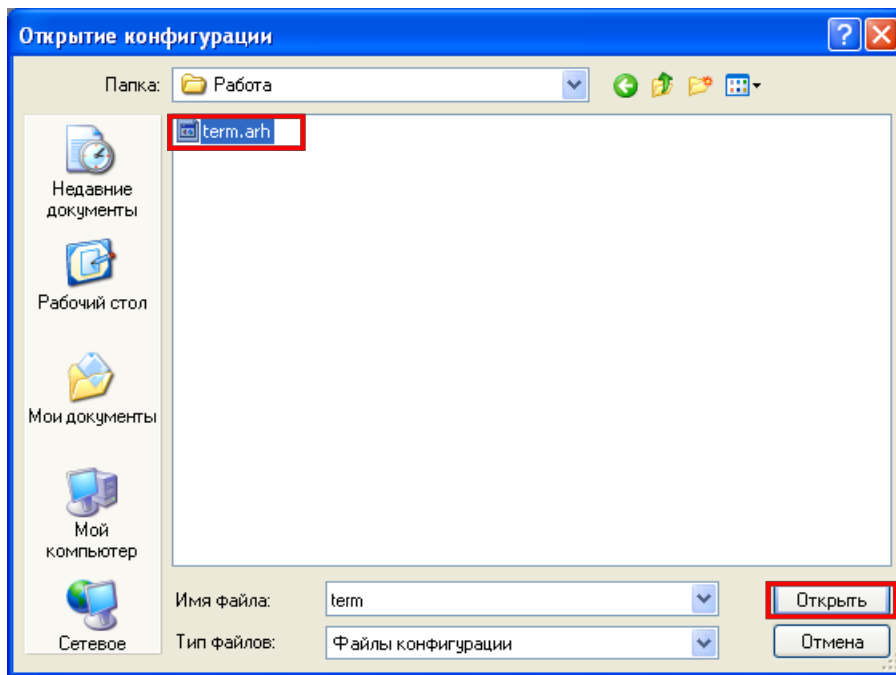 Открытие конфигурации
Папка: Работа
term.arh
Недавние
документы
Рабочий стол
Мои документы
Мой
компьютер
Сетевое
Имя файла: term Открыть
Тип файлов: Файлы конфигурации Отмена